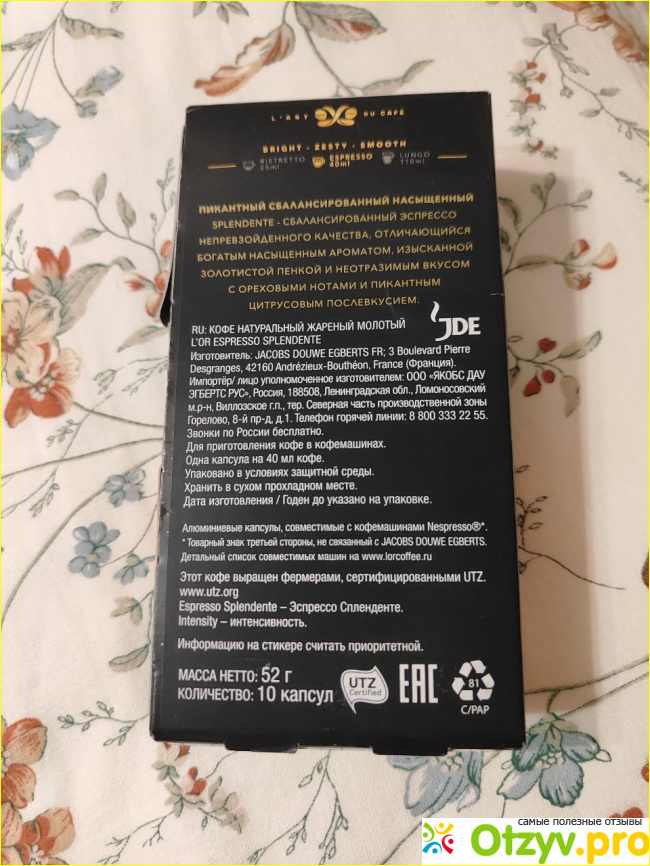 L'ART DU CAFÉ
BRIGHT · ZESTY · SMOOTH
RISTRETTO ESPRESSO LUNGO
25ml 40ml 110ml
ПИКАНТНЫЙ СБАЛАНСИРОВАННЫЙ НАСЫЩЕННЫЙ
SPLENDENTE - СБАЛАНСИРОВАННЫЙ ЭСПРЕССО
НЕПРЕВЗОЙДЕННОГО КАЧЕСТВА, ОТЛИЧАЮЩИЙСЯ
БОГАТЫМ НАСЫЩЕННЫМ АРОМАТОМ, ИЗЫСКАННОЙ
ЗОЛОТИСТОЙ ПЕНКОЙ И НЕОТРАЗИМЫМ ВКУСОМ
С ОРЕХОВЫМИ НОТАМИ И ПИКАНТНЫМ
ЦИТРУСОВЫМ ПОСЛЕВКУСИЕМ.
JDE
RU: КОФЕ НАТУРАЛЬНЫЙ ЖАРЕНЫЙ МОЛОТЫЙ
L'OR ESPRESSO SPLENDENTE
Изготовитель: JACOBS DOUWE EGBERTS FR; 3 Boulevard Pierre
Desgranges, 42160 Andrézieux-Bouthéon, France (Франция).
Импортёр/ лицо уполномоченное изготовителем: ООО «ЯКОБС ДАУ
ЭГБЕРТС РУС», Россия, 188508, Ленинградская обл., Ломоносовский
м.р-н, Виллозское г.п., тер. Северная часть производственной зоны
Горелово, 8-й пр-д, д.1. Телефон горячей линии: 8 800 333 22 55.
Звонки по России бесплатно.
Для приготовления кофе в кофемашинах.
Одна капсула на 40 мл кофе.
Упаковано в условиях защитной среды.
Хранить в сухом прохладном месте.
Дата изготовления / Годен до указано на упаковке.
Алюминиевые капсулы, совместимые с кофемашинами Nespresso®*.
* Товарный знак третьей стороны, не связанный с JACOBS DOUWE EGBERTS.
Детальный список совместимых машин на www.lorcoffee.ru
Этот кофе выращен фермерами, сертифицированными UTZ.
www.utz.org
Espresso Splendente – Эспрессо Спленденте.
Intensity – интенсивность.
Информацию на стикере считать приоритетной.
МАССА НЕТТО: 52 г
КОЛИЧЕСТВО: 10 капсул
UTZ
Certified
EAC
81
C/PAP
самые полезные отзывы
Otzyv.pro